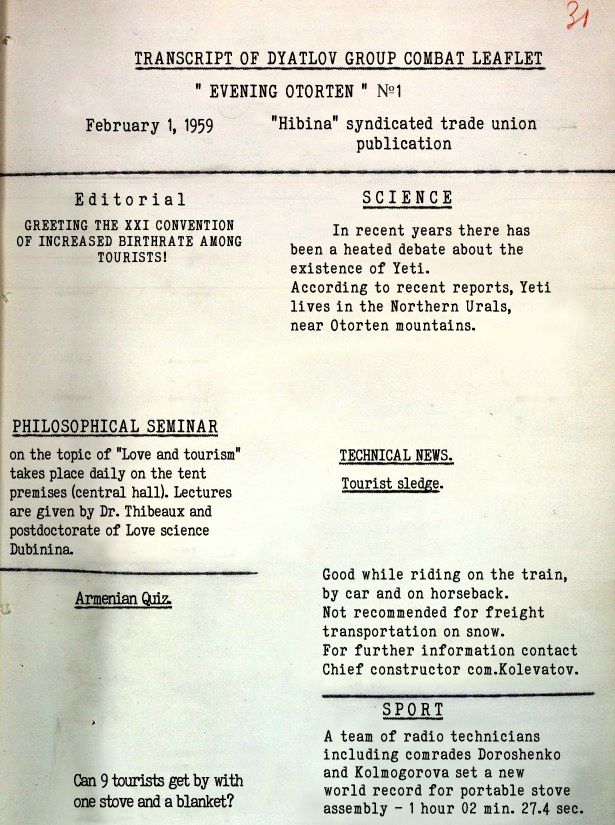 31
TRANSCRIPT OF DYATLOV GROUP COMBAT LEAFLET
" EVENING OTORTEN " №1
February 1, 1959
"Hibina" syndicated trade union
publication
Editorial
GREETING THE XXI CONVENTION
OF INCREASED BIRTHRATE AMONG
TOURISTS!
SCIENCE
In recent years there has
been a heated debate about the
existence of Yeti.
According to recent reports, Yeti
lives in the Northern Urals,
near Otorten mountains.
PHILOSOPHICAL SEMINAR
on the topic of "Love and tourism"
takes place daily on the tent
premises (central hall). Lectures
are given by Dr. Thibeaux and
postdoctorate of Love science
Dubinina.
TECHNICAL NEWS.
Tourist sledge.
Good while riding on the train,
by car and on horseback.
Not recommended for freight
transportation on snow.
For further information contact
Chief constructor com.Kolevatov.
Armenian Quiz.
Can 9 tourists get by with
one stove and a blanket?
SPORT
A team of radio technicians
including comrades Doroshenko
and Kolmogorova set a new
world record for portable stove
assembly - 1 hour 02 min. 27.4 sec.